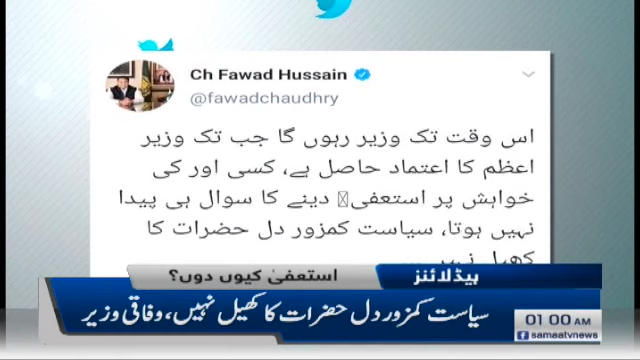 Ch Fawad Hussain
@fawadchaudhry
اس وقت تک وزیر رہوں گا جب تک وزیر
اعظم کا اعتماد حاصل ہے، کسی اور کی
خواہش پر استعفی دینے کا سوال ہی پیدا
نہیں ہوتا، سیاست کمزور دل حضرات کا
کھیل نہیں
ہیڈلائنز
استعفیٰ کیوں دوں؟
سیاست کمزور دل حضرات کا کھیل نہیں، وفاقی وزیر
01:00 AM
samaatvnews